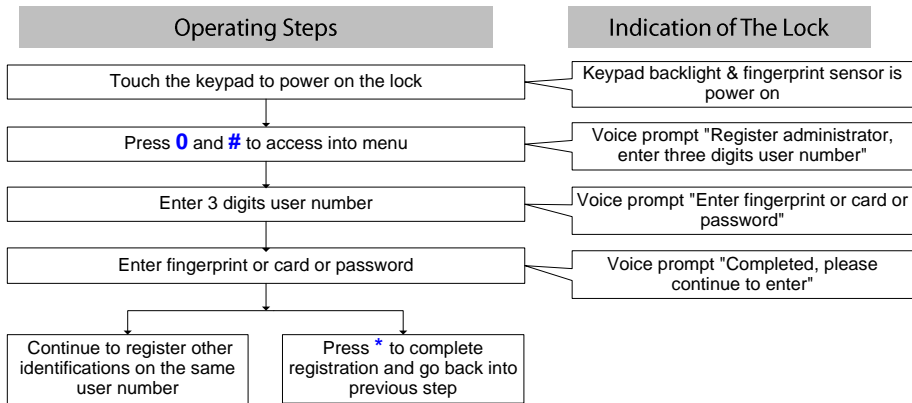 Operating Steps
Indication of The Lock
Touch the keypad to power on the lock
Keypad backlight & fingerprint sensor is
power on
Press 0 and # to access into menu
Voice prompt "Register administrator,
enter three digits user number"
Enter 3 digits user number
Voice prompt "Enter fingerprint or card or
password"
Enter fingerprint or card or password
Voice prompt "Completed, please
continue to enter"
Continue to register other
identifications on the same
user number
Press * to complete
registration and go back into
previous step